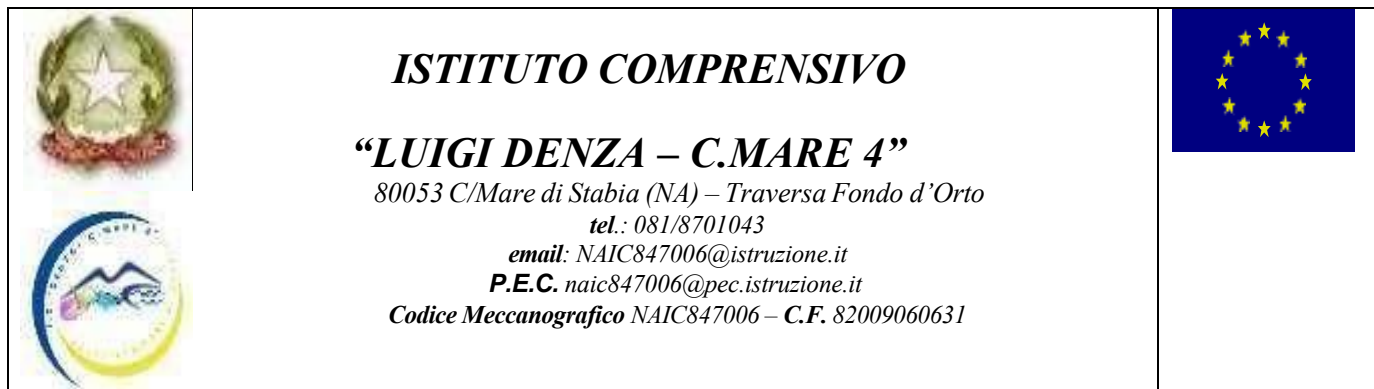 ISTITUTO COMPRENSIVO
“LUIGI DENZA – C.MARE 4”
80053 C/Mare di Stabia (NA) – Traversa Fondo d’Orto
tel.: 081/8701043
email: NAIC847006@istruzione.it
P.E.C. naic847006@pec.istruzione.it
Codice Meccanografico NAIC847006 – C.F. 82009060631